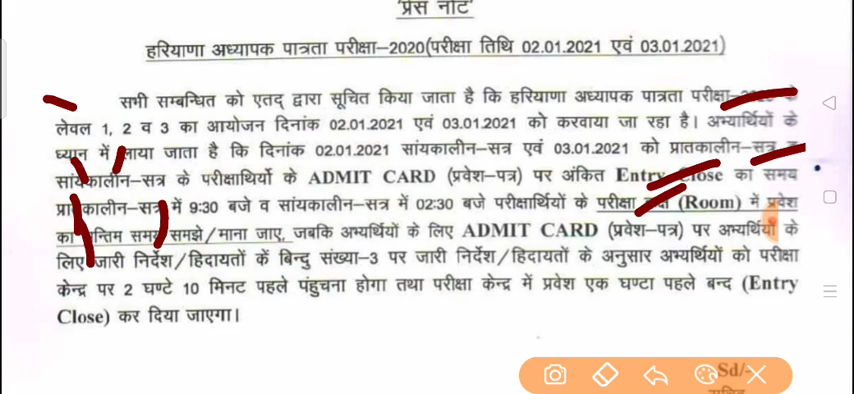 'प्रेस नोट'
हरियाणा अध्यापक पात्रता परीक्षा–2020(परीक्षा तिथि 02.01.2021 एवं 03.01.2021)
सभी सम्बन्धित को एतद् द्वारा सूचित किया जाता है कि हरियाणा अध्यापक पात्रता परीक्षा–2020 के
लेवल 1, 2 व 3 का आयोजन दिनांक 02.01.2021 एवं 03.01.2021 को करवाया जा रहा है। अभ्यार्थियों के
ध्यान में लाया जाता है कि दिनांक 02.01.2021 सांयकालीन–सत्र एवं 03.01.2021 को प्रातकालीन–सत्र व
सांयकालीन–सत्र के परीक्षाथियों के ADMIT CARD (प्रवेश–पत्र) पर अंकित Entry Close का समय
प्रातकालीन–सत्र में 9:30 बजे व सांयकालीन–सत्र में 02:30 बजे परीक्षार्थियों के परीक्षा (Room) में प्रवेश
का अन्तिम समय समझे/माना जाए, जबकि अभ्यर्थियों के लिए ADMIT CARD (प्रवेश–पत्र) पर अभ्यर्थियों के
लिए जारी निर्देश/हिदायतों के बिन्दु संख्या–3 पर जारी निर्देश/हिदायतों के अनुसार अभ्यर्थियों को परीक्षा
केन्द्र पर 2 घण्टे 10 मिनट पहले पंहुचना होगा तथा परीक्षा केन्द्र में प्रवेश एक घण्टा पहले बन्द (Entry
Close) कर दिया जाएगा।
Sd/-